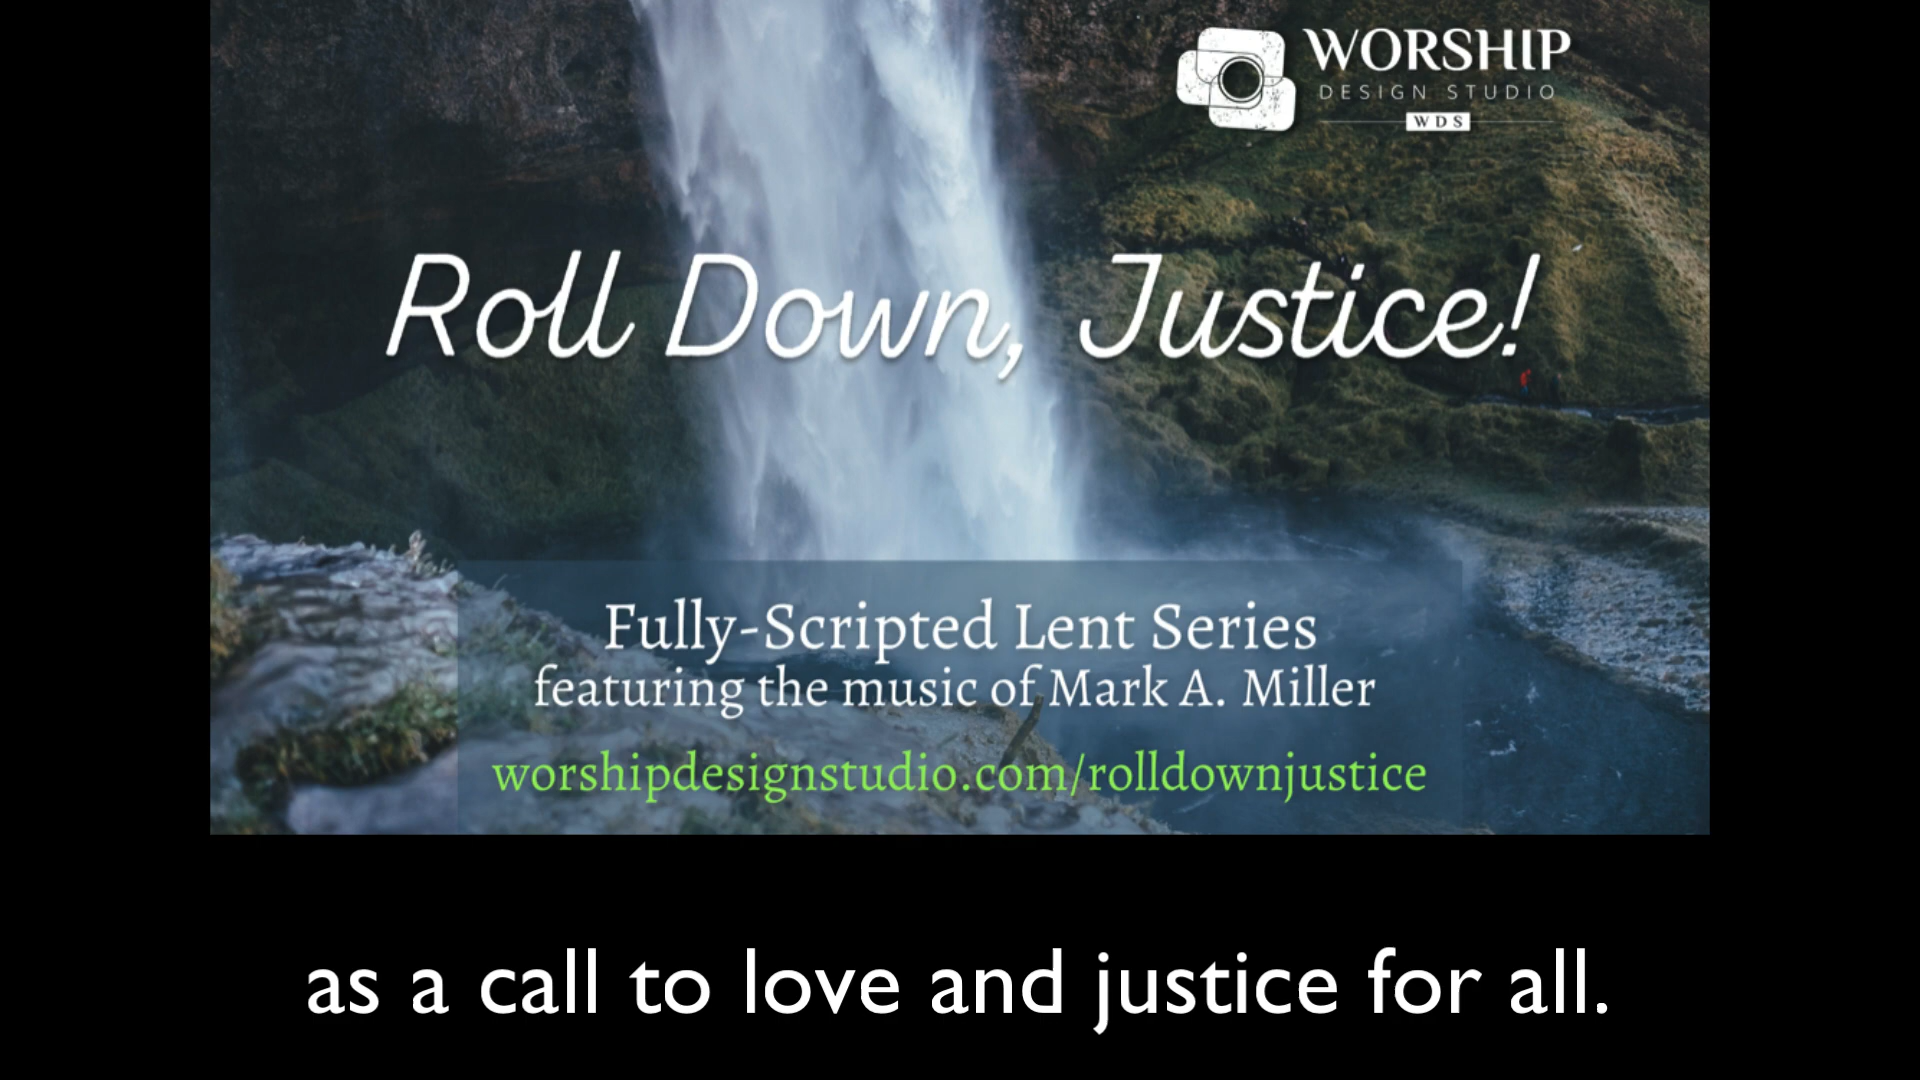 WORSHIP
DESIGN STUDIO
WDS
Roll Down, Justice!
Fully-Scripted Lent Series
featuring the music of Mark A. Miller
worshipdesignstudio.com/rolldownjustice
as a call to love and justice for all.